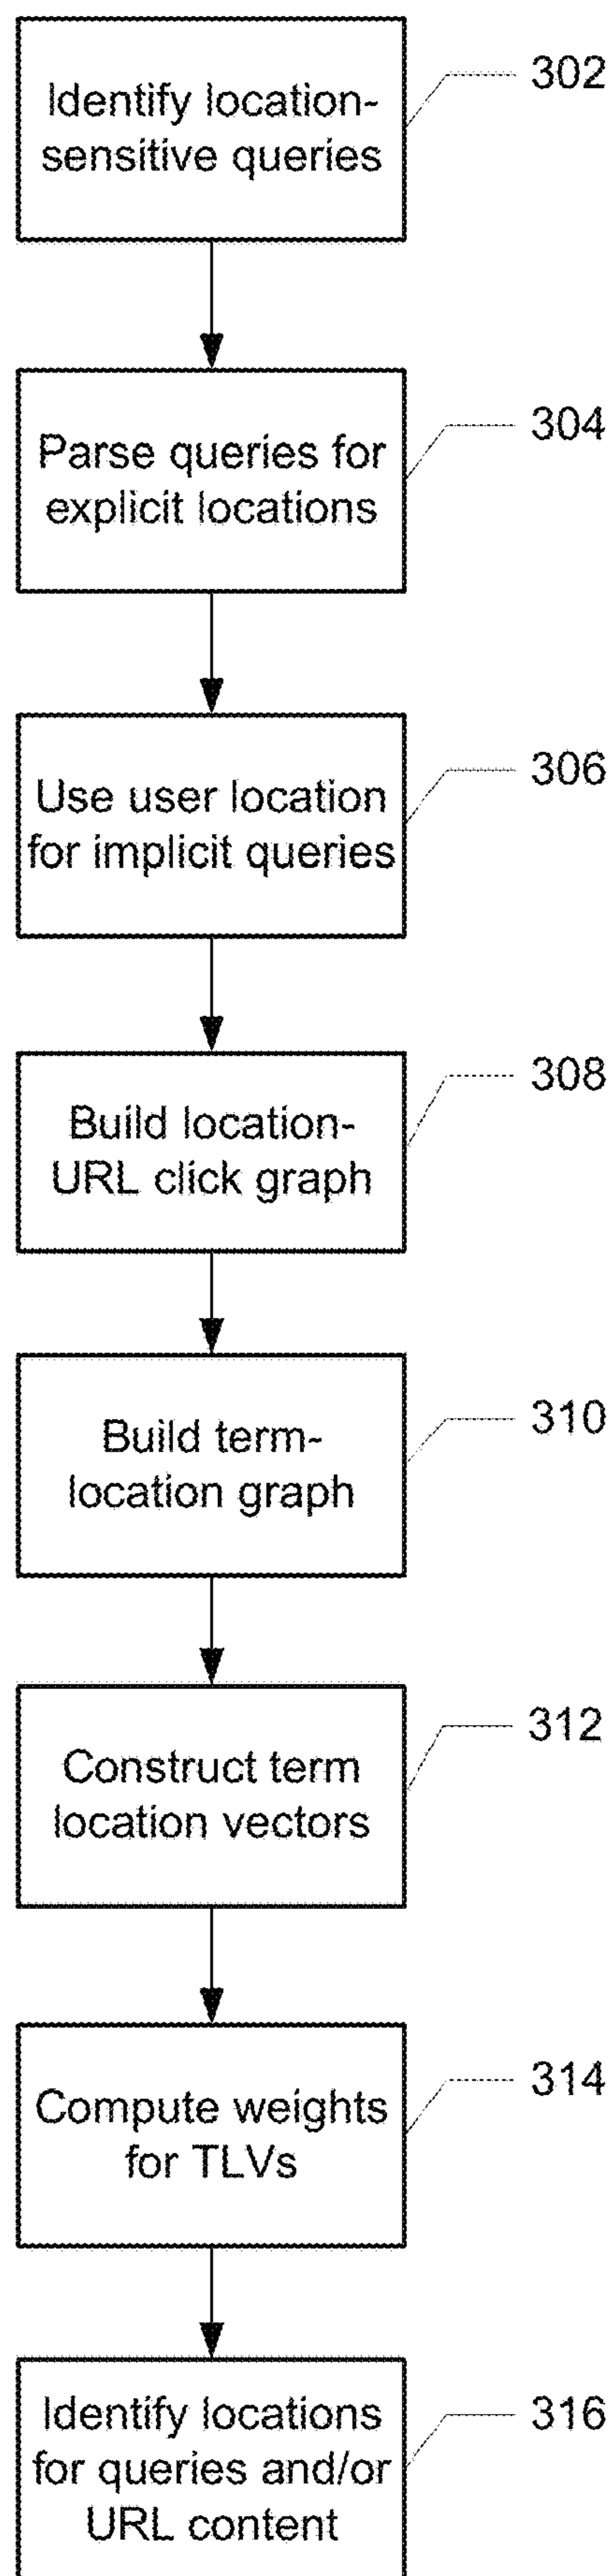 Identify location-
sensitive queries
302
Parse queries for
explicit locations
304
Use user location
for implicit queries
306
Build location-
URL click graph
308
Build term-
location graph
310
Construct term
location vectors
312
Compute weights
for TLVs
314
Identify locations
for queries and/or
URL content
316